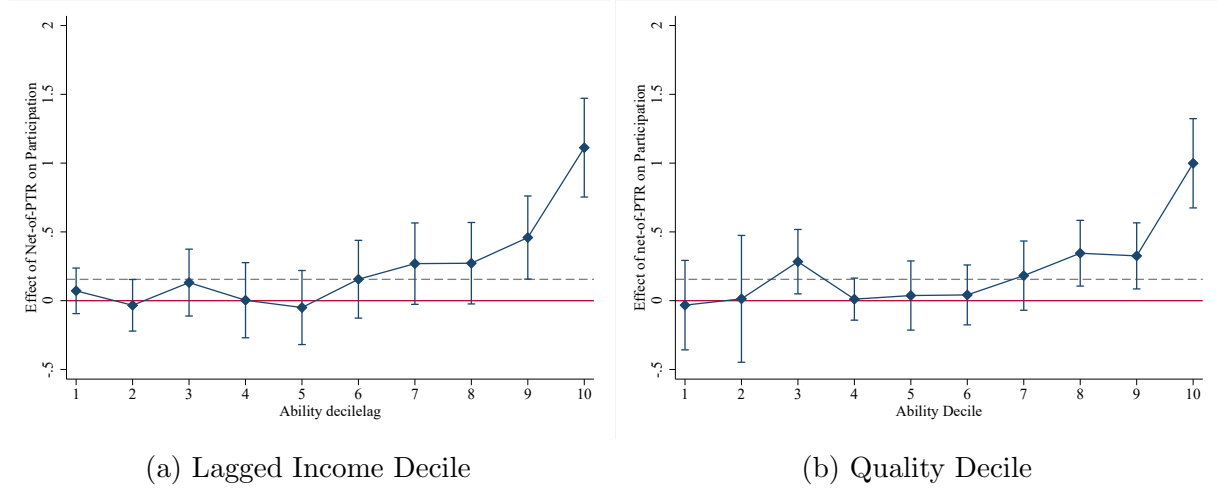 Effect of Net-of-PTR on Participation
2
1.5
1
.5
0
-.5
1 2 3 4 5 6 7 8 9 10
Ability decilelag
(a) Lagged Income Decile
Effect of net-of-PTR on Participation
2
1.5
1
.5
0
-.5
1 2 3 4 5 6 7 8 9 10
Ability Decile
(b) Quality Decile